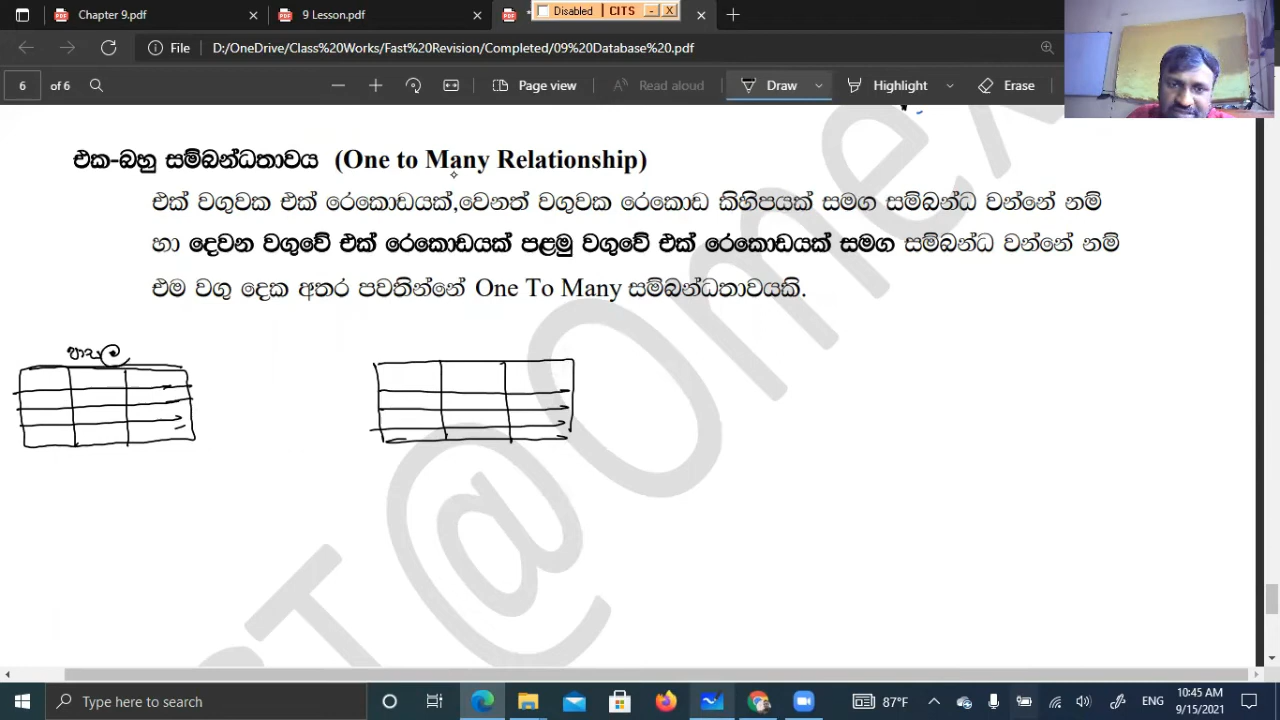 Chapter 9.pdf
9 Lesson.pdf
Disabled | CITS
File D:/OneDrive/Class%20Works/Fast%20Revision/Completed/09%20Database%20.pdf
6 of 6 Page view Read aloud Draw Highlight Erase
එක-බහු සම්බන්ධතාවය (One to Many Relationship)
එක් වගුවක එක් රෙකොඩයක්,වෙනත් වගුවක රෙකොඩ කිහිපයක් සමග සම්බන්ධ වන්නේ නම්
හා දෙවන වගුවේ එක් රෙකොඩයක් පළමු වගුවේ එක් රෙකොඩයක් සමග සම්බන්ධ වන්නේ නම්
එම වගු දෙක අතර පවතින්නේ One To Many සම්බන්ධතාවයකි.
පාසල
T@Omex
Type here to search
87°F ENG
10:45 AM
9/15/2021